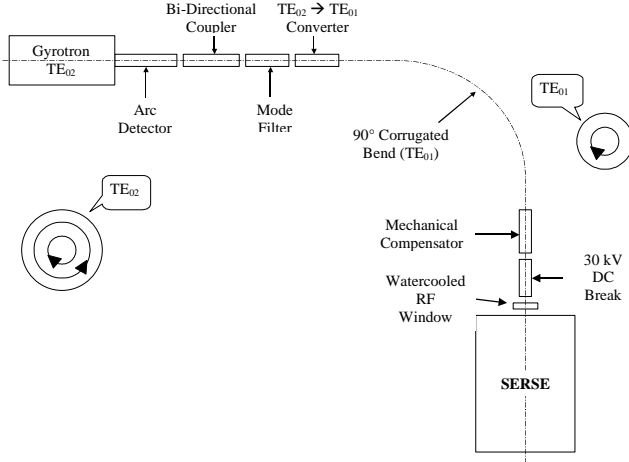 Bi-Directional
Coupler
TE₀₂ → TE₀₁
Converter
Gyrotron
TE₀₂
Arc
Detector
Mode
Filter
90° Corrugated
Bend (TE₀₁)
TE₀₁
TE₀₂
Mechanical
Compensator
30 kV
DC
Break
Watercooled
RF
Window
SERSE